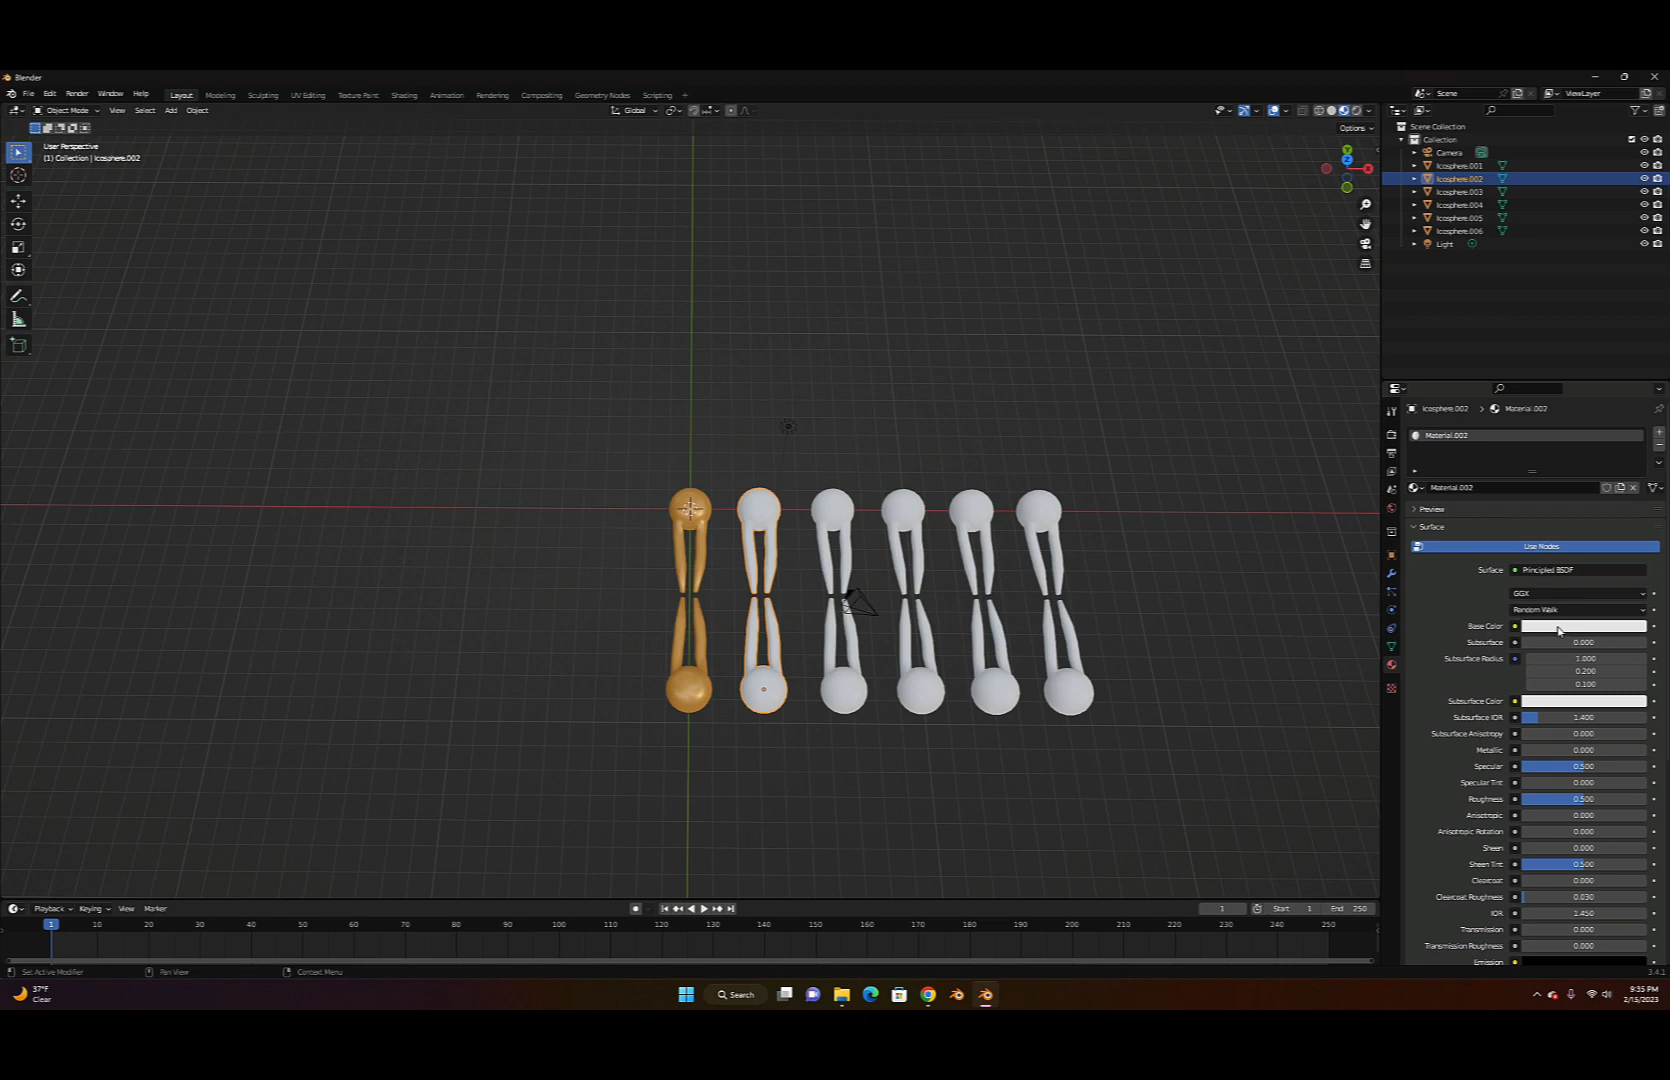 Blender
File Edit Render Window Help Layout Modeling Sculpting UV Editing Texture Paint Shading Animation Rendering Compositing Geometry Nodes Scripting + Scene ViewLayer
Object Mode View Select Add Object Global
Options
User Perspective
(1) Collection | Icosphere.002
Y
Z
X
Scene Collection
Collection
Camera
Icosphere.001
Icosphere.002
Icosphere.003
Icosphere.004
Icosphere.005
Icosphere.006
Light
Icosphere.002 > Material.002
Material.002
Material.002
Preview
Surface
Use Nodes
Surface Principled BSDF
GGX
Random Walk
Base Color
Subsurface 0.000
Subsurface Radius 1.000
0.200
0.100
Subsurface Color
Subsurface IOR 1.400
Subsurface Anisotropy 0.000
Metallic 0.000
Specular 0.500
Specular Tint 0.000
Roughness 0.500
Anisotropic 0.000
Anisotropic Rotation 0.000
Sheen 0.000
Sheen Tint 0.500
Clearcoat 0.000
Clearcoat Roughness 0.030
IOR 1.450
Transmission 0.000
Transmission Roughness 0.000
Emission
Playback Keying View Marker 1 Start 1 End 250
1 10 20 30 40 50 60 70 80 90 100 110 120 130 140 150 160 170 180 190 200 210 220 230 240 250
Set Active Modifier Pan View Context Menu 3.4.1
37°F
Clear
Search
9:35 PM
2/15/2023